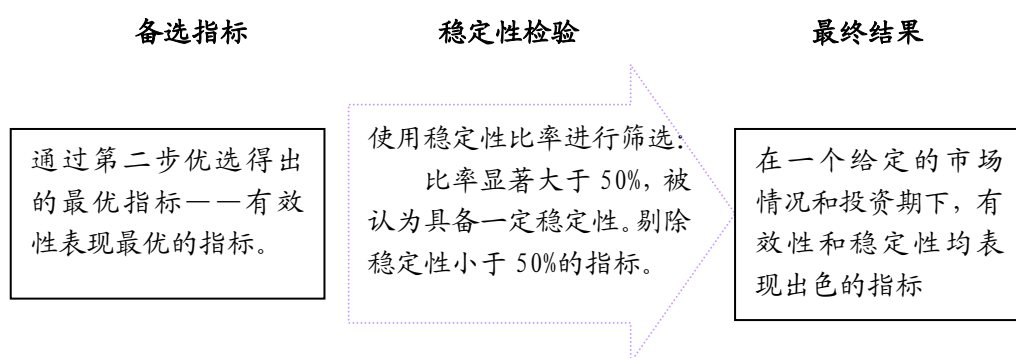 备选指标
稳定性检验
最终结果
通过第二步优选得出
的最优指标——有效
性表现最优的指标。
使用稳定性比率进行筛选:
比率显著大于 50%, 被
认为具备一定稳定性。剔除
稳定性小于 50%的指标。
在一个给定的市场
情况和投资期下, 有
效性和稳定性均表
现出色的指标